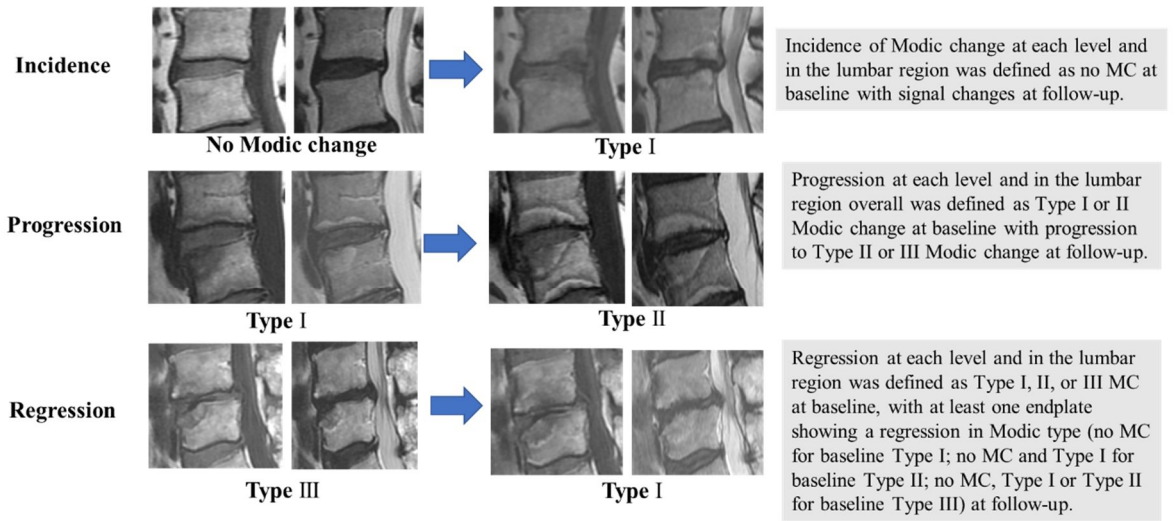 Incidence
No Modic change
Type Ⅰ
Incidence of Modic change at each level and
in the lumbar region was defined as no MC at
baseline with signal changes at follow-up.
Progression
Type Ⅰ
Type Ⅱ
Progression at each level and in the lumbar
region overall was defined as Type I or II
Modic change at baseline with progression
to Type II or III Modic change at follow-up.
Regression
Type Ⅲ
Type Ⅰ
Regression at each level and in the lumbar
region was defined as Type I, II, or III MC
at baseline, with at least one endplate
showing a regression in Modic type (no MC
for baseline Type I; no MC and Type I for
baseline Type II; no MC, Type I or Type II
for baseline Type III) at follow-up.